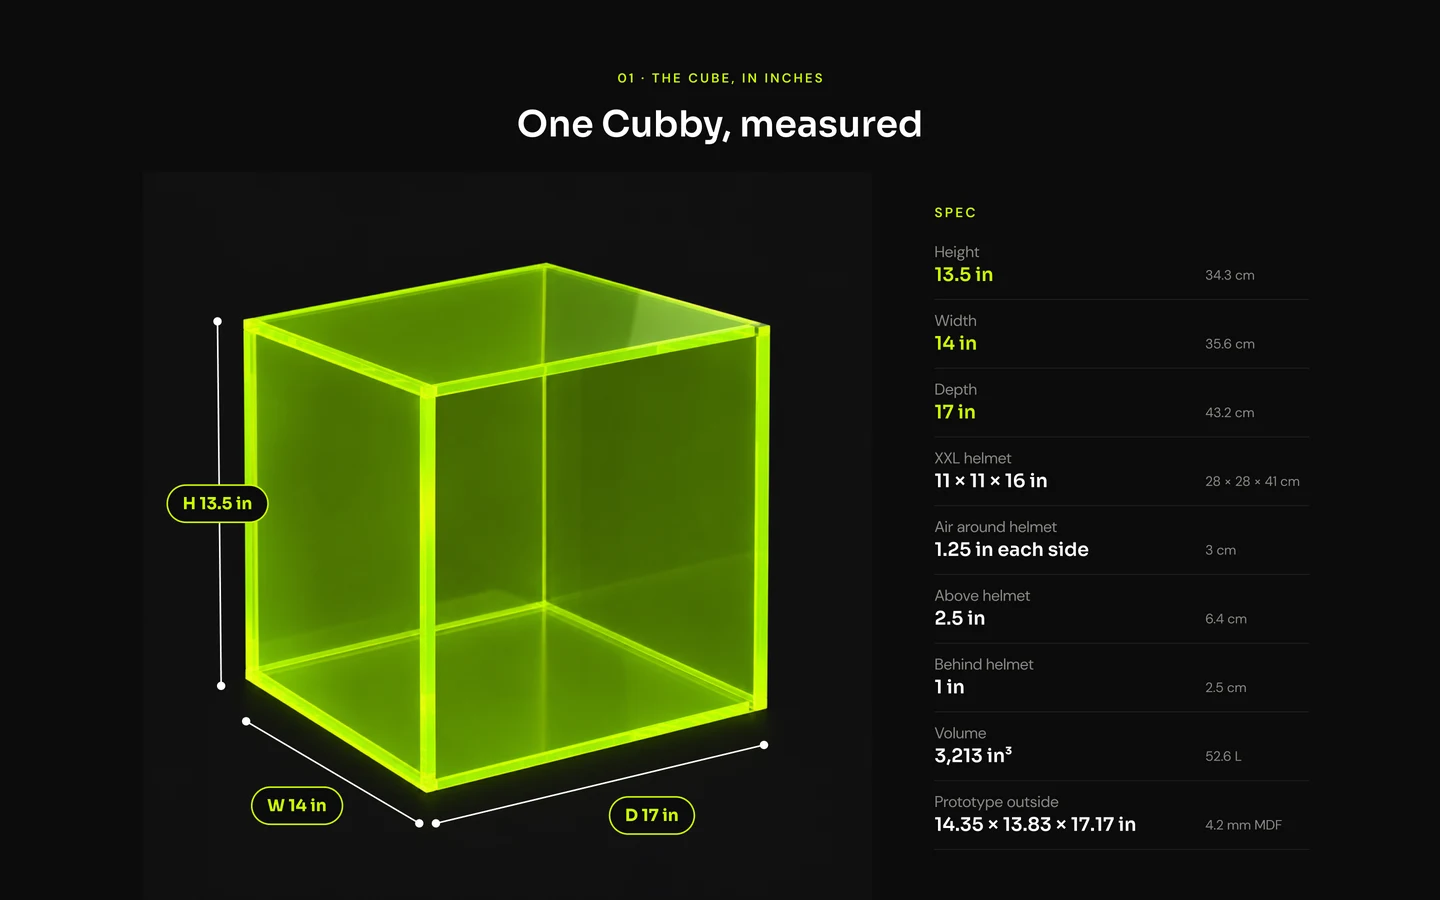 01 · THE CUBE, IN INCHES
One Cubby, measured
H 13.5 in
W 14 in
D 17 in
SPEC
Height
13.5 in 34.3 cm
Width
14 in 35.6 cm
Depth
17 in 43.2 cm
XXL helmet
11 × 11 × 16 in 28 × 28 × 41 cm
Air around helmet
1.25 in each side 3 cm
Above helmet
2.5 in 6.4 cm
Behind helmet
1 in 2.5 cm
Volume
3,213 in³ 52.6 L
Prototype outside
14.35 × 13.83 × 17.17 in 4.2 mm MDF